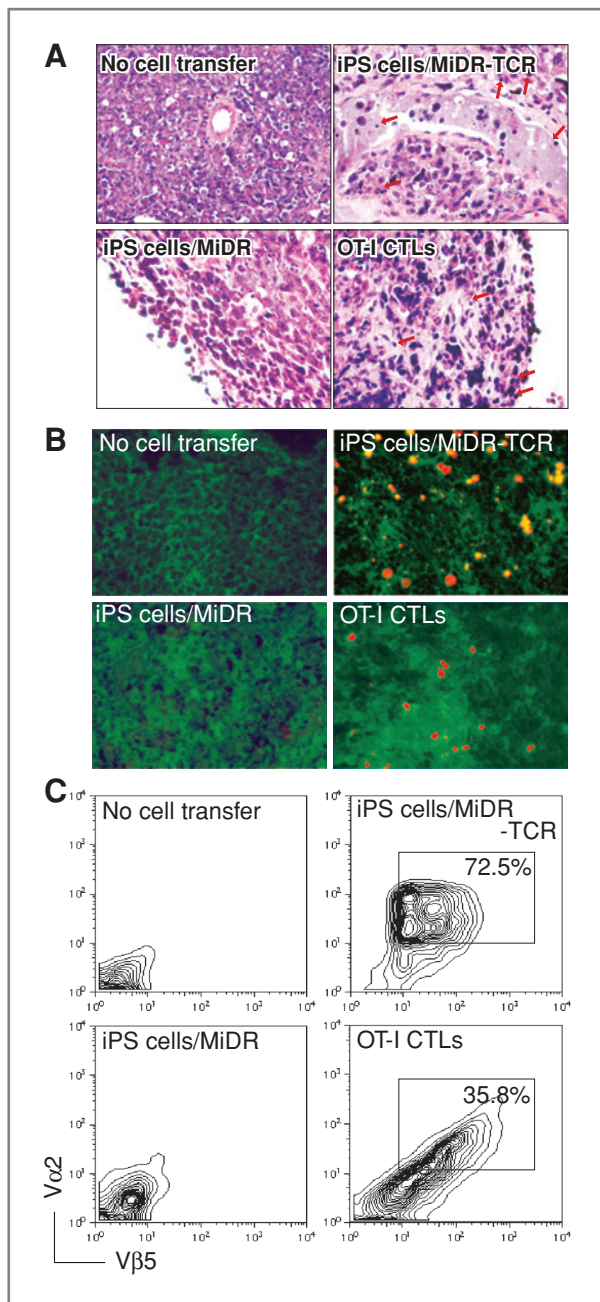 A
No cell transfer
iPS cells/MiDR-TCR
iPS cells/MiDR
OT-I CTLs
B
No cell transfer
iPS cells/MiDR-TCR
iPS cells/MiDR
OT-I CTLs
C
No cell transfer
10⁴
10³
10²
10¹
10⁰
10⁰ 10¹ 10² 10³ 10⁴
iPS cells/MiDR
-TCR
72.5%
10⁴
10³
10²
10¹
10⁰
10⁰ 10¹ 10² 10³ 10⁴
iPS cells/MiDR
10⁴
10³
10²
10¹
10⁰
10⁰ 10¹ 10² 10³ 10⁴
OT-I CTLs
35.8%
10⁴
10³
10²
10¹
10⁰
10⁰ 10¹ 10² 10³ 10⁴
Vα2
Vβ5